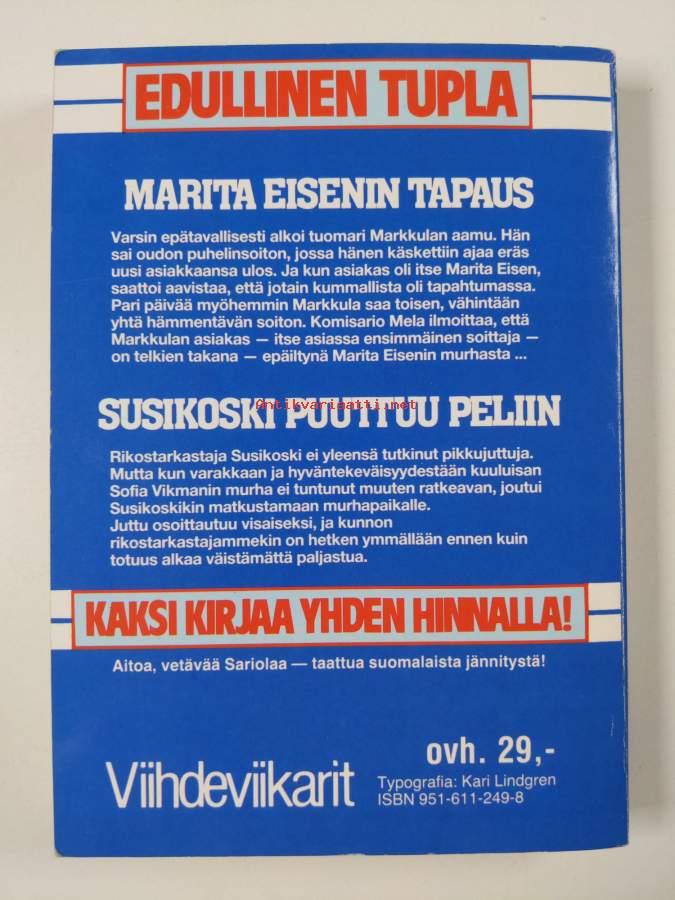 EDULLINEN TUPLA
MARITA EISENIN TAPAUS
Varsin epätavallisesti alkoi tuomari Markkulan aamu. Hän
sai oudon puhelinsoiton, jossa hänen käskettiin ajaa eräs
uusi asiakkaansa ulos. Ja kun asiakas oli itse Marita Eisen,
saattoi aavistaa, että jotain kummallista oli tapahtumassa.
Pari päivää myöhemmin Markkula saa toisen, vähintään
yhtä hämmentävän soiton. Komisario Mela ilmoittaa, että
Markkulan asiakas — itse asiassa ensimmäinen soittaja —
on telkien takana — epäiltynä Marita Eisenin murhasta ...
SUSIKOSKI PUUTTUU PELIIN
Antikvariaatti.net
Rikostarkastaja Susikoski ei yleensä tutkinut pikkujuttuja.
Mutta kun varakkaan ja hyväntekeväisyydestään kuuluisan
Sofia Vikmanin murha ei tuntunut muuten ratkeavan, joutui
Susikoskikin matkustamaan murhapaikalle.
Juttu osoittautuu visaiseksi, ja kunnon
rikostarkastajammekin on hetken ymmällään ennen kuin
totuus alkaa väistämättä paljastua.
KAKSI KIRJAA YHDEN HINNALLA!
Aitoa, vetävää Sariolaa — taattua suomalaista jännitystä!
ovh. 29,-
Viihdeviikarit
Typografia: Kari Lindgren
ISBN 951-611-249-8